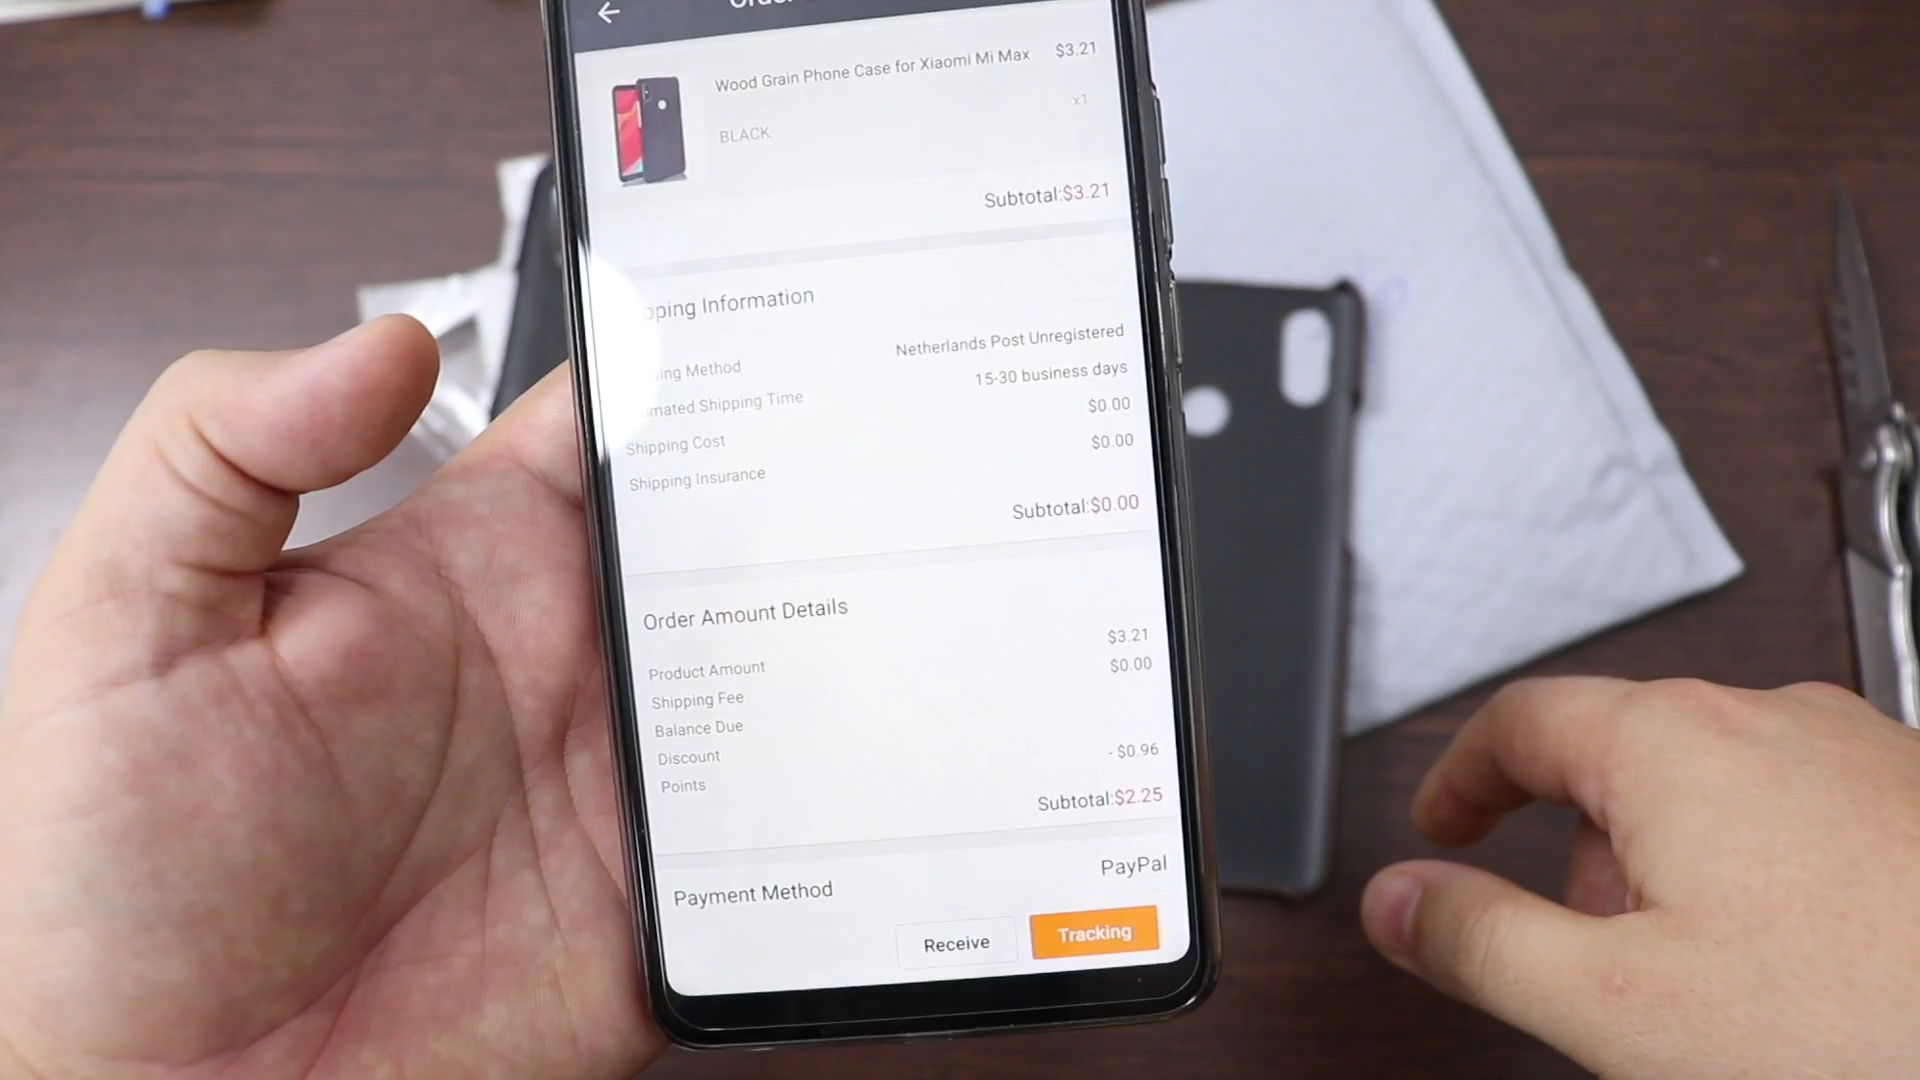 Wood Grain Phone Case for Xiaomi Mi Max $3.21
x1
BLACK
Subtotal:$3.21
pping Information
Method Netherlands Post Unregistered
Shipping Time 15-30 business days
Shipping Cost $0.00
Shipping Insurance $0.00
Subtotal:$0.00
Order Amount Details
Product Amount $3.21
Shipping Fee $0.00
Balance Due
Discount - $0.96
Points
Subtotal:$2.25
Payment Method PayPal
Receive Tracking